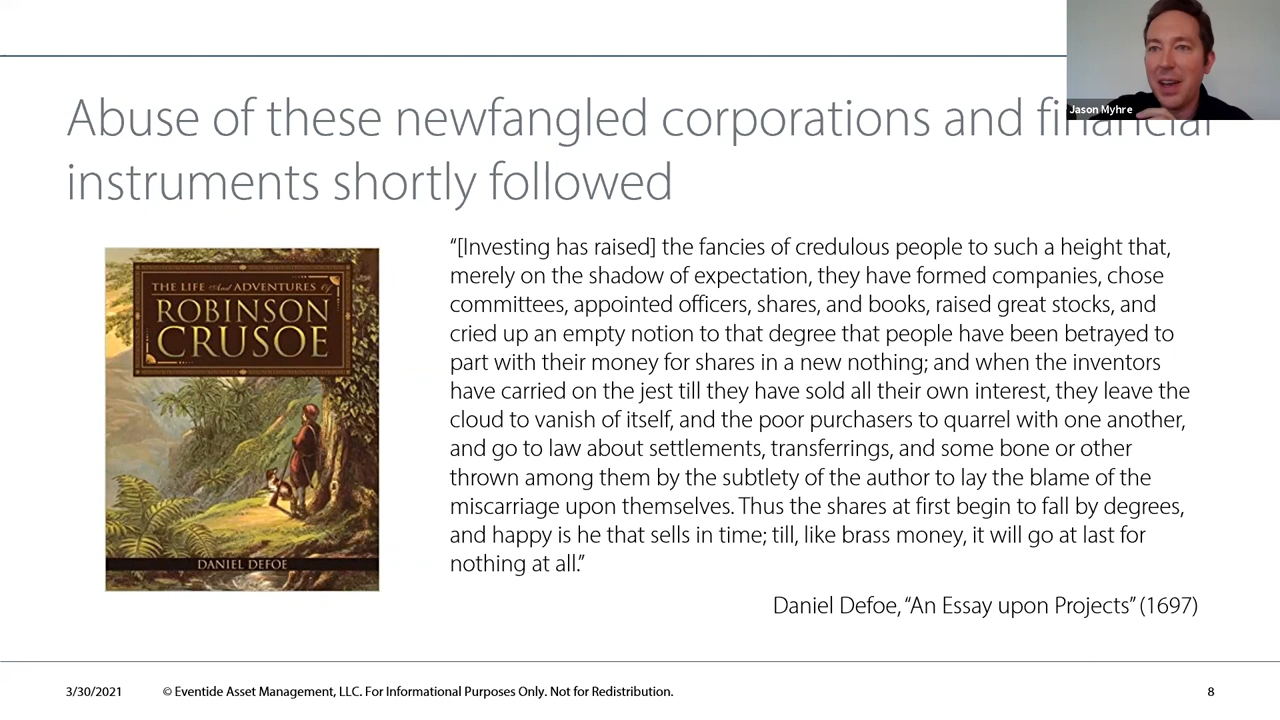 Jason Myhre
Abuse of these newfangled corporations and financial
instruments shortly followed
THE LIFE And ADVENTURES Of
ROBINSON
CRUSOE
DANIEL DEFOE
“[Investing has raised] the fancies of credulous people to such a height that,
merely on the shadow of expectation, they have formed companies, chose
committees, appointed officers, shares, and books, raised great stocks, and
cried up an empty notion to that degree that people have been betrayed to
part with their money for shares in a new nothing; and when the inventors
have carried on the jest till they have sold all their own interest, they leave the
cloud to vanish of itself, and the poor purchasers to quarrel with one another,
and go to law about settlements, transferrings, and some bone or other
thrown among them by the subtlety of the author to lay the blame of the
miscarriage upon themselves. Thus the shares at first begin to fall by degrees,
and happy is he that sells in time; till, like brass money, it will go at last for
nothing at all.”
Daniel Defoe, “An Essay upon Projects” (1697)
3/30/2021 © Eventide Asset Management, LLC. For Informational Purposes Only. Not for Redistribution. 8